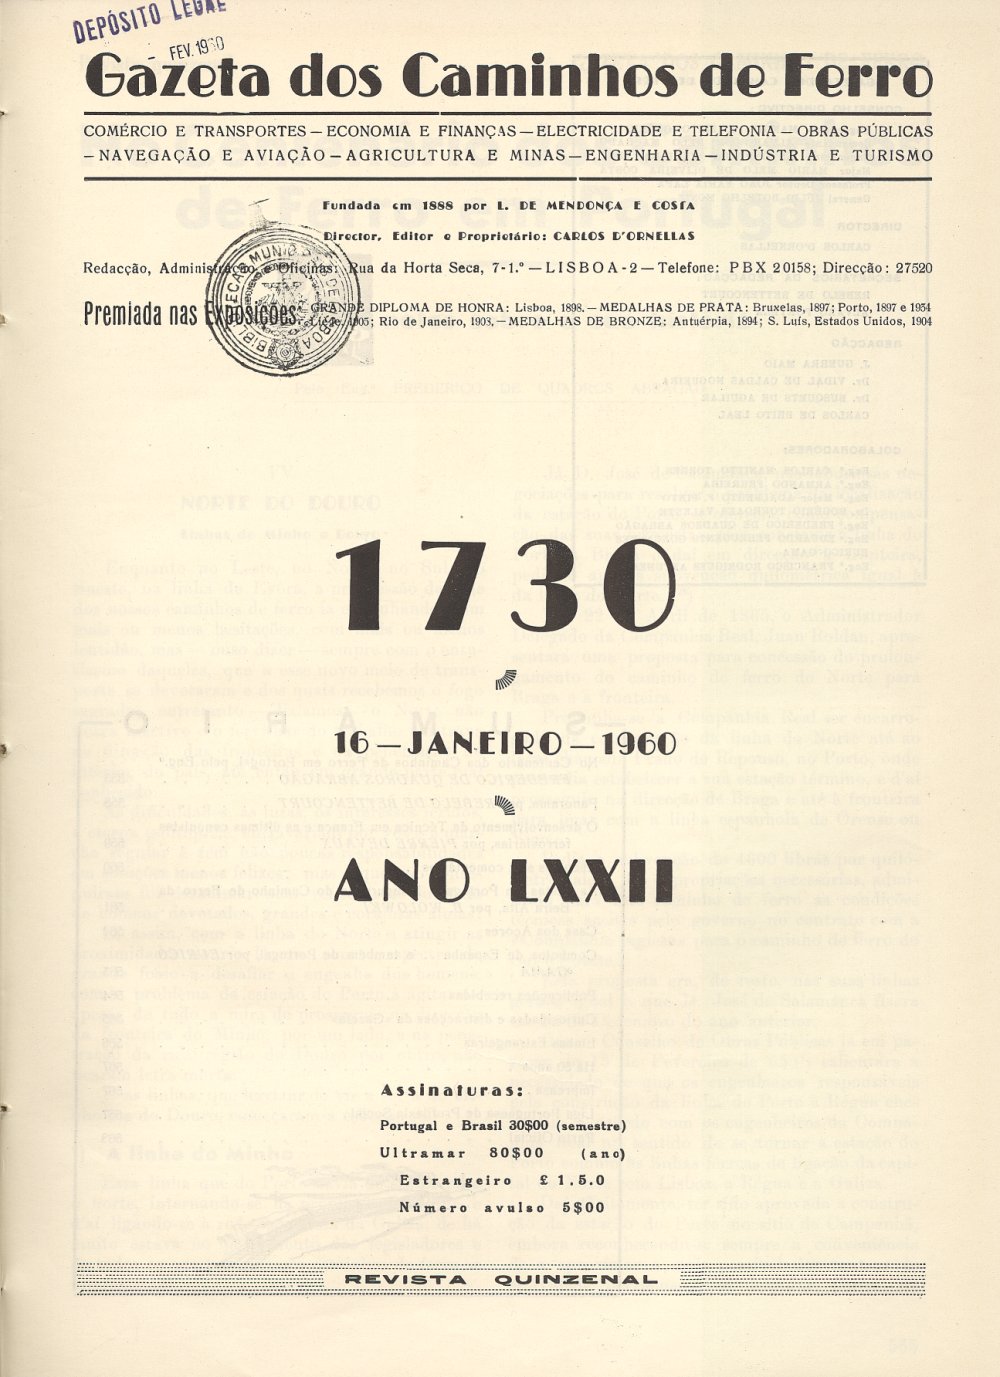 DEPÓSITO LEGAL
FEV. 1960
Gazeta dos Caminhos de Ferro
COMÉRCIO E TRANSPORTES — ECONOMIA E FINANÇAS — ELECTRICIDADE E TELEFONIA — OBRAS PÚBLICAS
— NAVEGAÇÃO E AVIAÇÃO — AGRICULTURA E MINAS — ENGENHARIA — INDÚSTRIA E TURISMO
Fundada em 1888 por L. DE MENDONÇA E COSTA
Director, Editor e Proprietário: CARLOS D'ORNELLAS
Redacção, Administração e Oficinas: Rua da Horta Seca, 7-1.º — LISBOA-2 — Telefone: PBX 20158; Direcção: 27520
Premiada nas Exposições: GRANDE DIPLOMA DE HONRA: Lisboa, 1898. — MEDALHAS DE PRATA: Bruxelas, 1897; Porto, 1897 e 1934
Liège, 1905; Rio de Janeiro, 1903. — MEDALHAS DE BRONZE: Antuérpia, 1894; S. Luís, Estados Unidos, 1904
1730
16 — JANEIRO — 1960
ANO LXXII
Assinaturas:
Portugal e Brasil 30$00 (semestre)
Ultramar 80$00 (ano)
Estrangeiro £ 1.5.0
Número avulso 5$00
REVISTA QUINZENAL